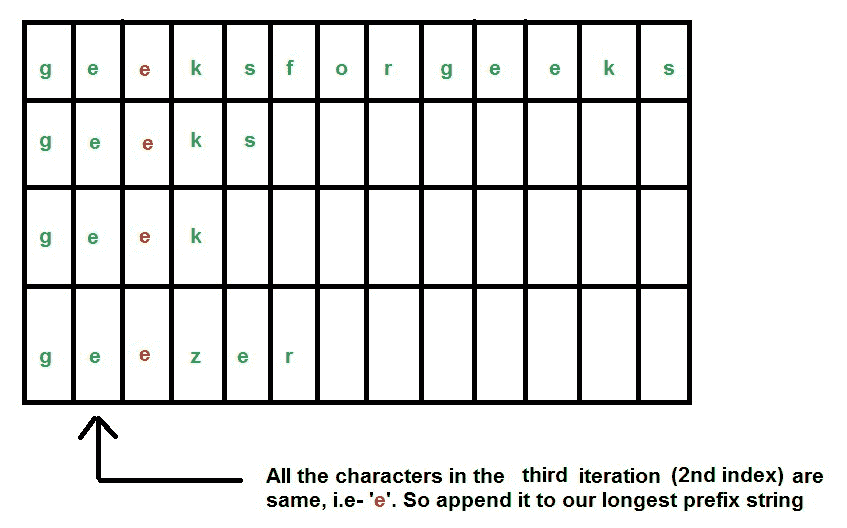 g e e k s f o r g e e k s
g e e k s
g e e k
g e e z e r
All the characters in the third iteration (2nd index) are
same, i.e- 'e'. So append it to our longest prefix string